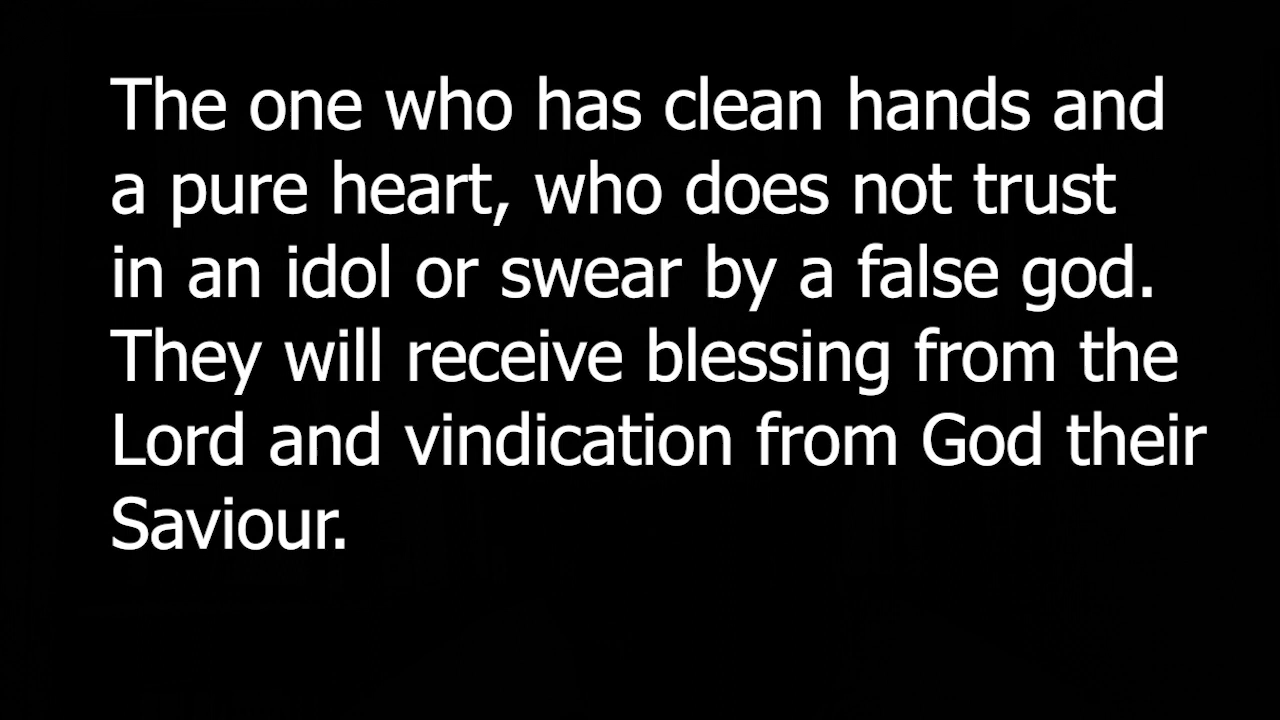 The one who has clean hands and
a pure heart, who does not trust
in an idol or swear by a false god.
They will receive blessing from the
Lord and vindication from God their
Saviour.